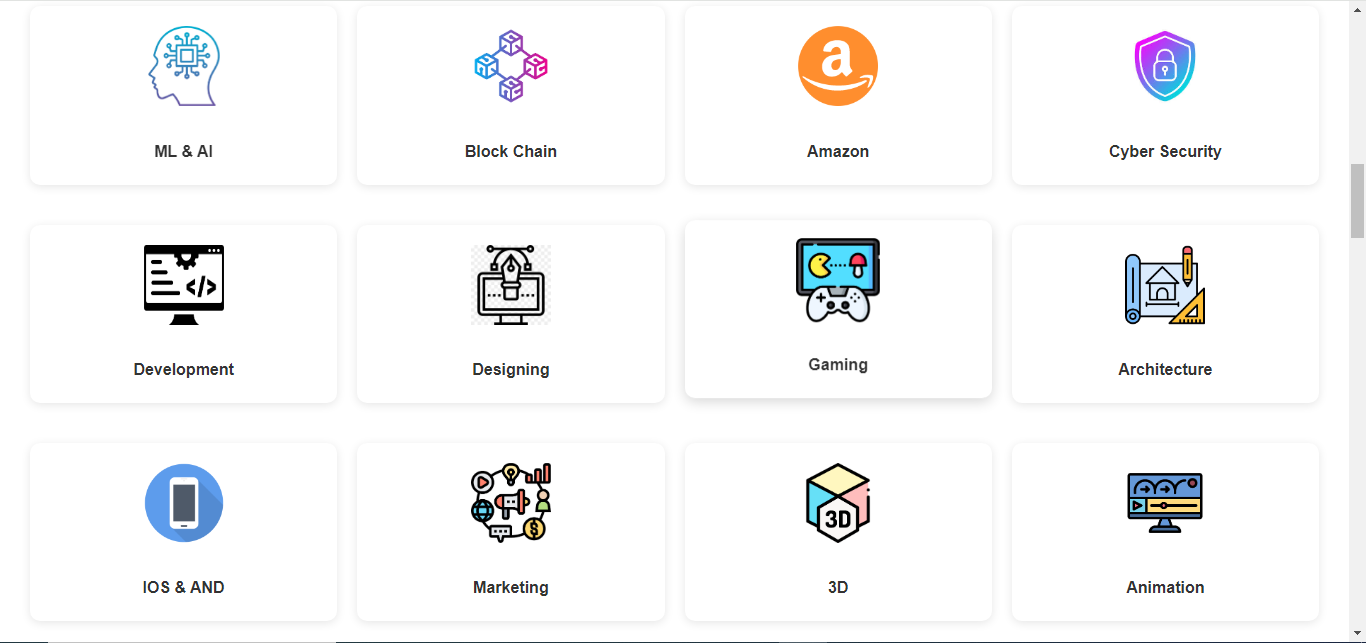 a
ML & AI
Block Chain
Amazon
Cyber Security
Development
Designing
Gaming
Architecture
3D
IOS & AND
Marketing
3D
Animation